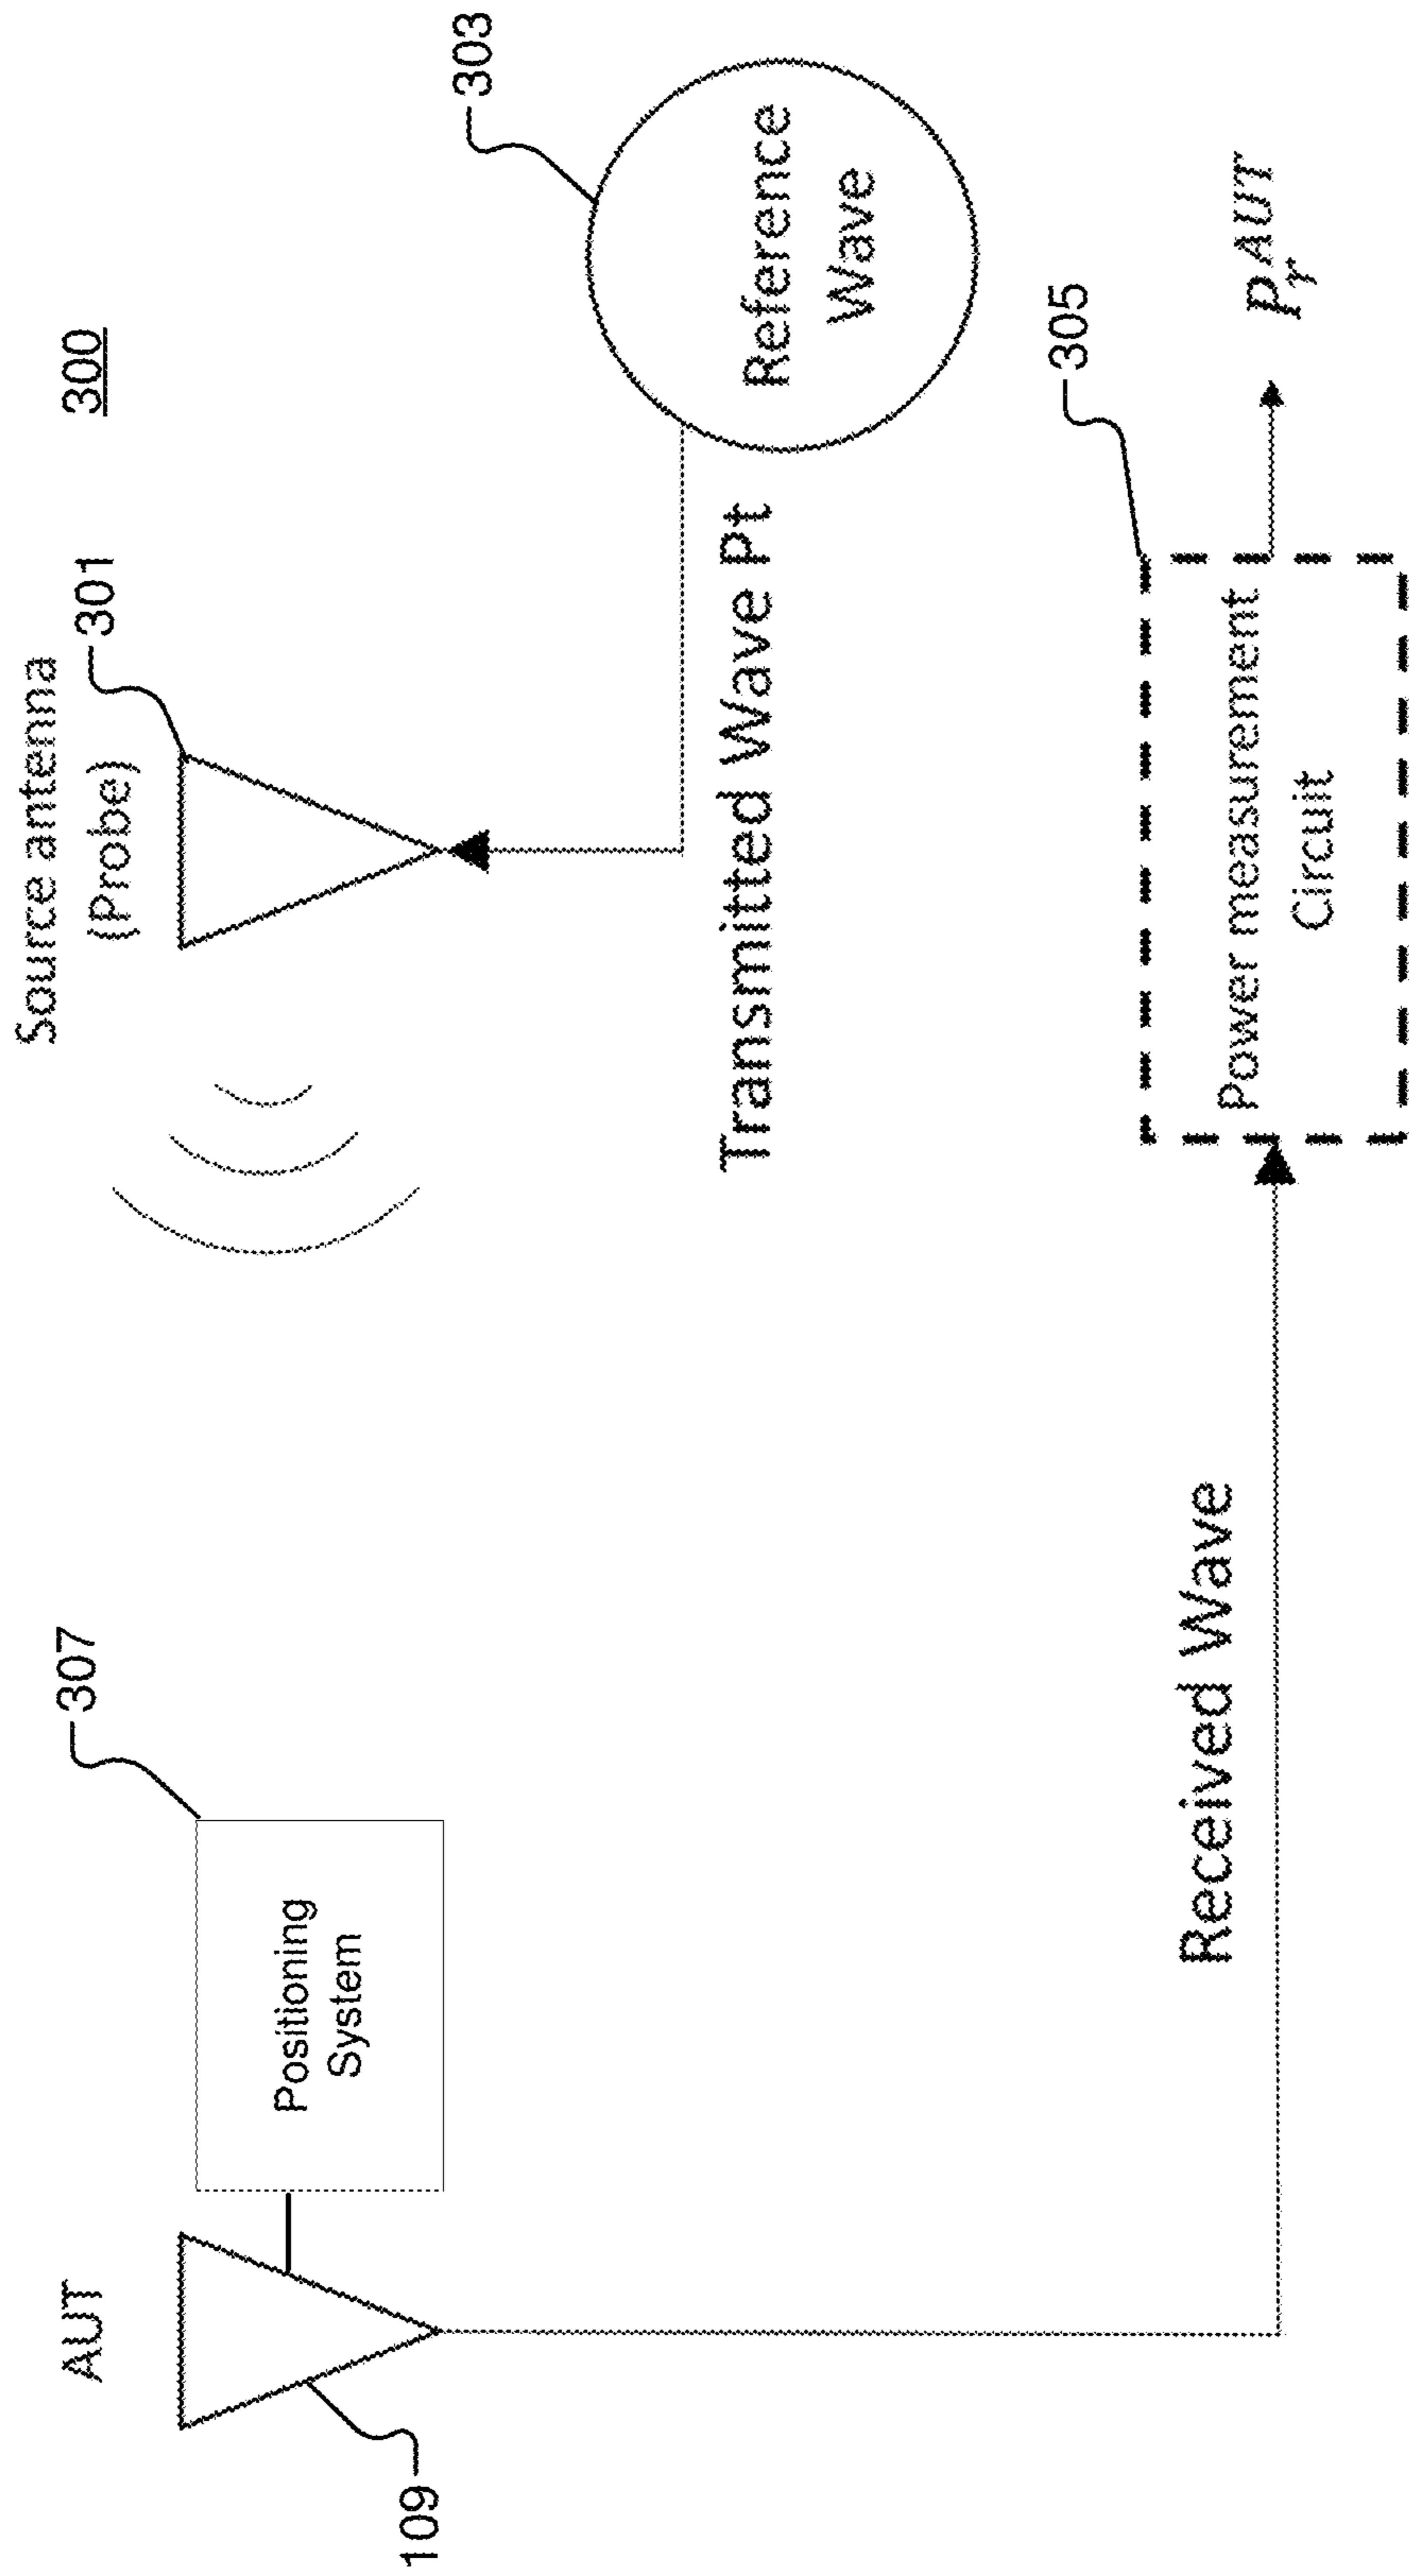 300
AUT
Positioning
System
307
109
Source antenna
(Probe)
301
303
Reference
Wave
Transmitted Wave Pt
Received Wave
305
Power measurement
Circuit
P_r^AUT